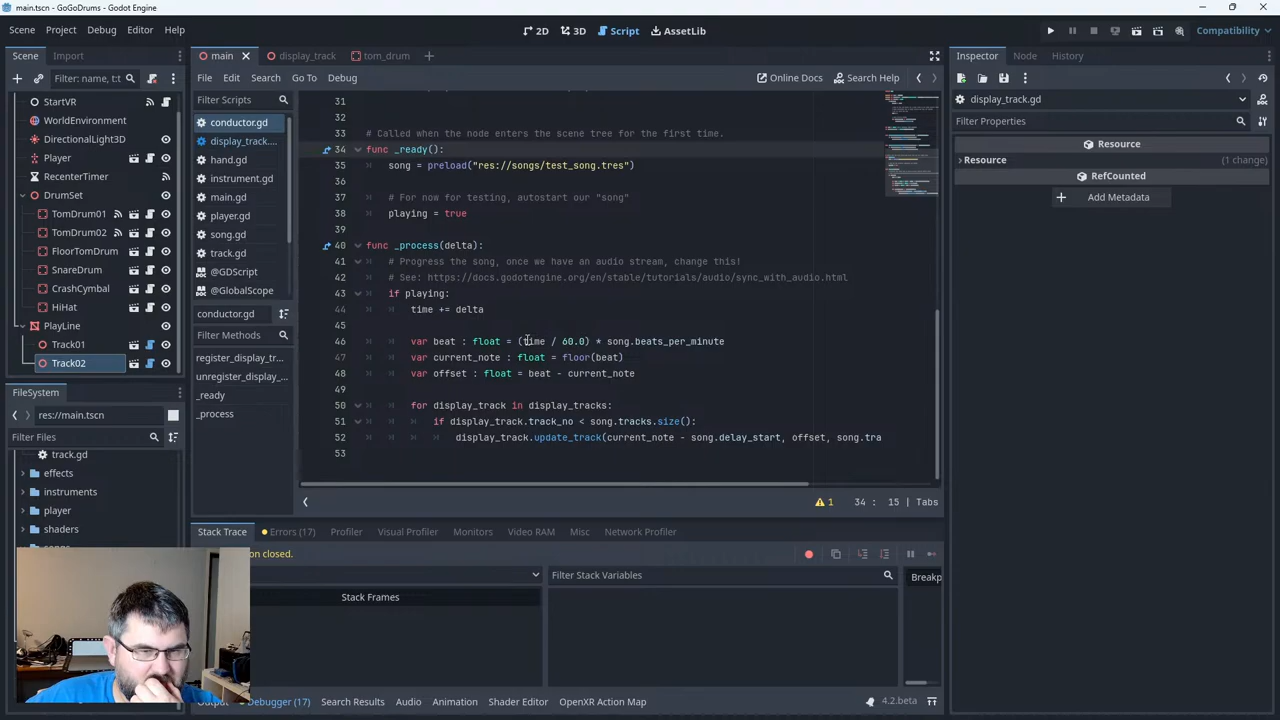 main.tscn - GoGoDrums - Godot Engine
Scene Project Debug Editor Help
2D 3D Script AssetLib
Compatibility
Scene Import
main display_track tom_drum
Inspector Node History
Filter: name, t:t
File Edit Search Go To Debug
Online Docs Search Help
StartVR
WorldEnvironment
DirectionalLight3D
Player
RecenterTimer
DrumSet
TomDrum01
TomDrum02
FloorTomDrum
SnareDrum
CrashCymbal
HiHat
PlayLine
Track01
Track02
Filter Scripts
conductor.gd
display_track....
hand.gd
instrument.gd
main.gd
player.gd
song.gd
track.gd
@GDScript
@GlobalScope
conductor.gd
Filter Methods
register_display_tr...
unregister_display_...
_ready
_process
31
32
33 # Called when the node enters the scene tree for the first time.
34 func _ready():
35 song = preload("res://songs/test_song.tres")
36
37 # For now for testing, autostart our "song"
38 playing = true
39
40 func _process(delta):
41 # Progress the song, once we have an audio stream, change this!
42 # See: https://docs.godotengine.org/en/stable/tutorials/audio/sync_with_audio.html
43 if playing:
44 time += delta
45
46 var beat : float = (time / 60.0) * song.beats_per_minute
47 var current_note : float = floor(beat)
48 var offset : float = beat - current_note
49
50 for display_track in display_tracks:
51 if display_track.track_no < song.tracks.size():
52 display_track.update_track(current_note - song.delay_start, offset, song.tra
53
1 34 : 15 | Tabs
display_track.gd
Filter Properties
Resource
Resource (1 change)
RefCounted
Add Metadata
FileSystem
res://main.tscn
Filter Files
track.gd
effects
instruments
player
shaders
Stack Trace Errors (17) Profiler Visual Profiler Monitors Video RAM Misc Network Profiler
on closed.
Filter Stack Variables
Breakp
Stack Frames
Debugger (17) Search Results Audio Animation Shader Editor OpenXR Action Map
4.2.beta